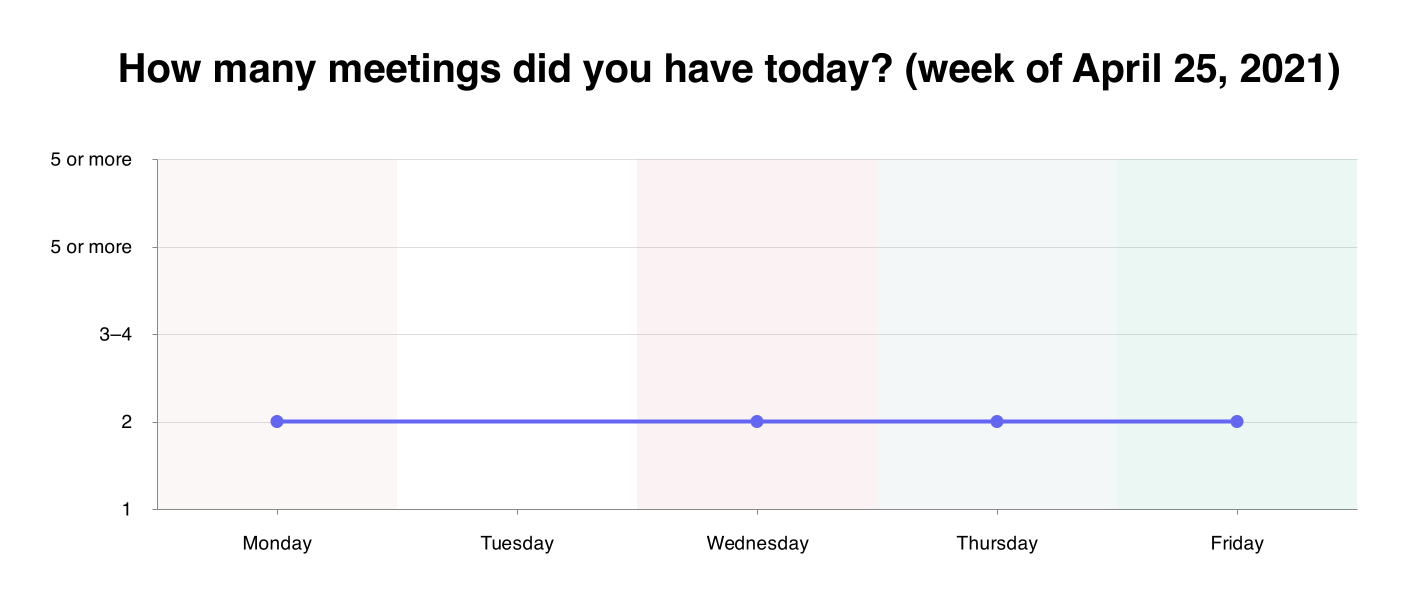 How many meetings did you have today? (week of April 25, 2021)
5 or more
5 or more
3–4
2
1
Monday Tuesday Wednesday Thursday Friday